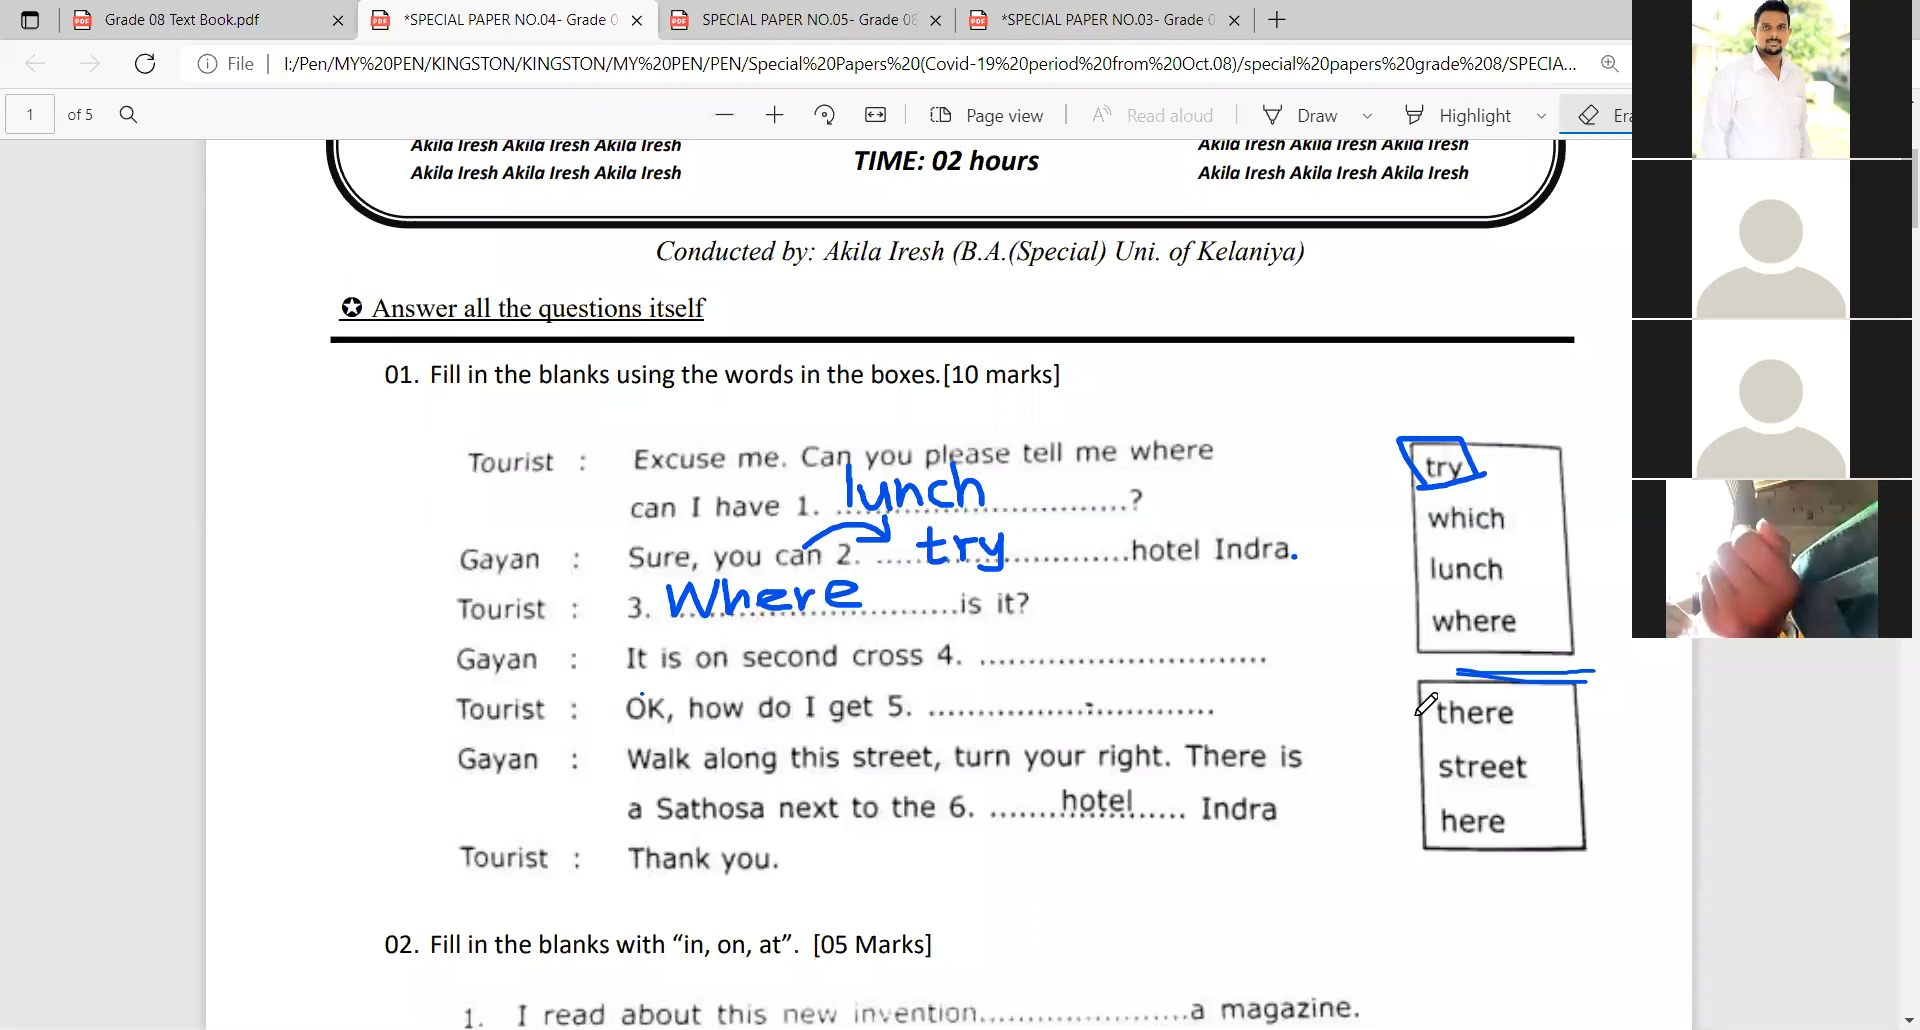 Grade 08 Text Book.pdf
*SPECIAL PAPER NO.04- Grade 0
SPECIAL PAPER NO.05- Grade 08
*SPECIAL PAPER NO.03- Grade 0
File
I:/Pen/MY%20PEN/KINGSTON/KINGSTON/MY%20PEN/PEN/Special%20Papers%20(Covid-19%20period%20from%20Oct.08)/special%20papers%20grade%208/SPECIA...
1 of 5
Page view
Read aloud
Draw
Highlight
Era
Akila Iresh Akila Iresh Akila Iresh
Akila Iresh Akila Iresh Akila Iresh
TIME: 02 hours
Akila Iresh Akila Iresh Akila Iresh
Akila Iresh Akila Iresh Akila Iresh
Conducted by: Akila Iresh (B.A.(Special) Uni. of Kelaniya)
Answer all the questions itself
01. Fill in the blanks using the words in the boxes.[10 marks]
Tourist : Excuse me. Can you please tell me where
can I have 1. lunch ?
Gayan : Sure, you can 2. try hotel Indra.
Tourist : 3. Where is it?
Gayan : It is on second cross 4. ............................
Tourist : OK, how do I get 5. ............................
Gayan : Walk along this street, turn your right. There is
a Sathosa next to the 6. .......hotel...... Indra
Tourist : Thank you.
try
which
lunch
where
there
street
here
02. Fill in the blanks with “in, on, at”. [05 Marks]
1. I read about this new invention.....................a magazine.